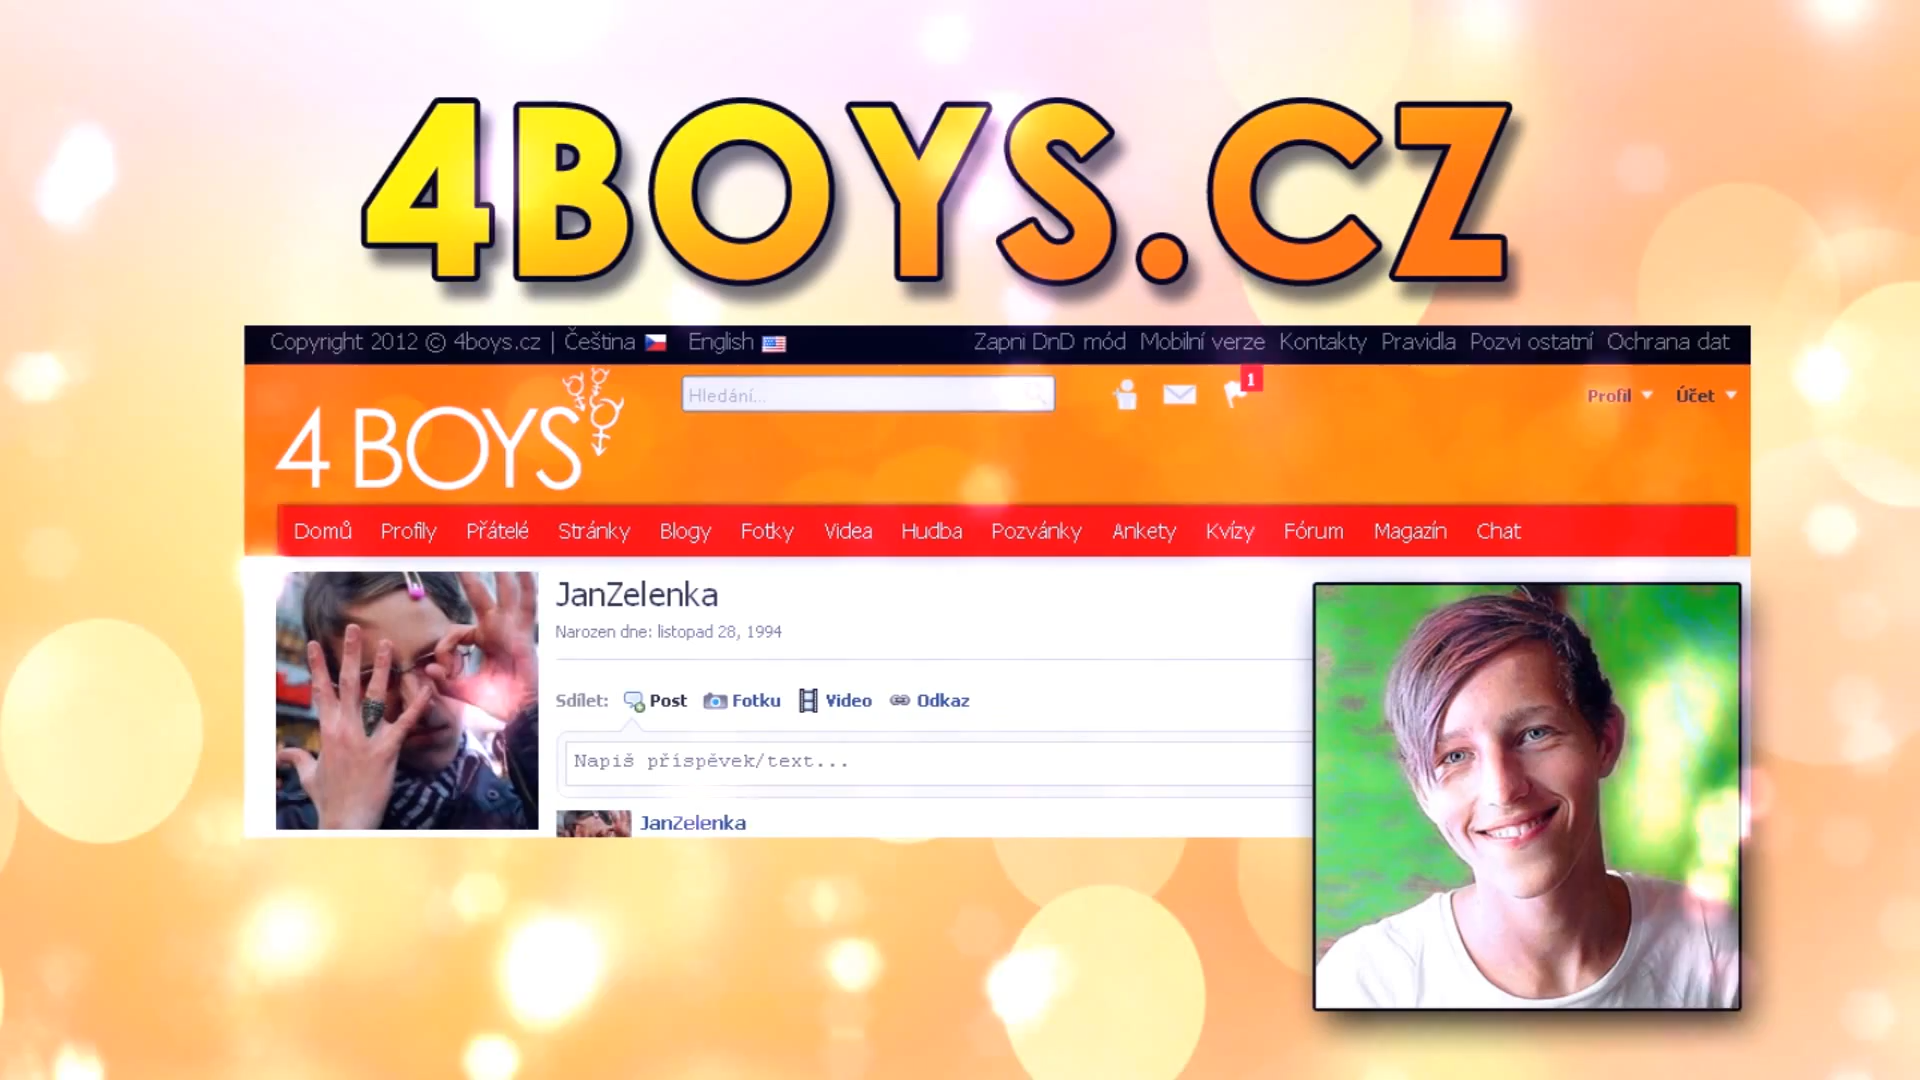 4BOYS.CZ
Copyright 2012 © 4boys.cz | Čeština English Zapni DnD mód Mobilní verze Kontakty Pravidla Pozvi ostatní Ochrana dat
Hledání... 1 Profil Účet
4 BOYS
Domů Profily Přátelé Stránky Blogy Fotky Videa Hudba Pozvánky Ankety Kvízy Fórum Magazín Chat
JanZelenka
Narozen dne: listopad 28, 1994
Sdílet: Post Fotku Video Odkaz
Napiš příspěvek/text...
JanZelenka